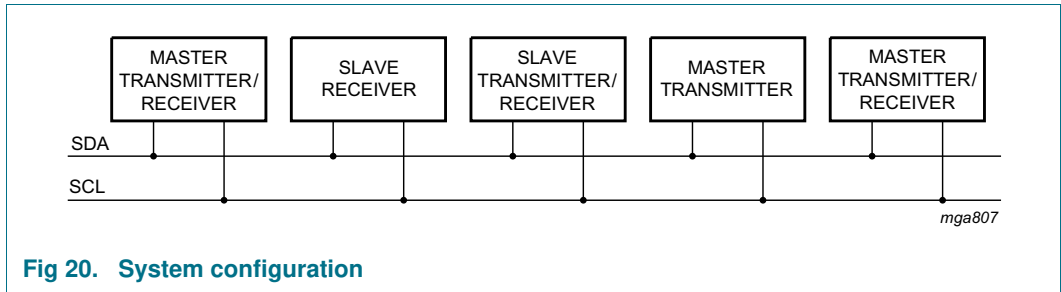 MASTER
TRANSMITTER/
RECEIVER
SLAVE
RECEIVER
SLAVE
TRANSMITTER/
RECEIVER
MASTER
TRANSMITTER
MASTER
TRANSMITTER/
RECEIVER
SDA
SCL
mga807
Fig 20. System configuration